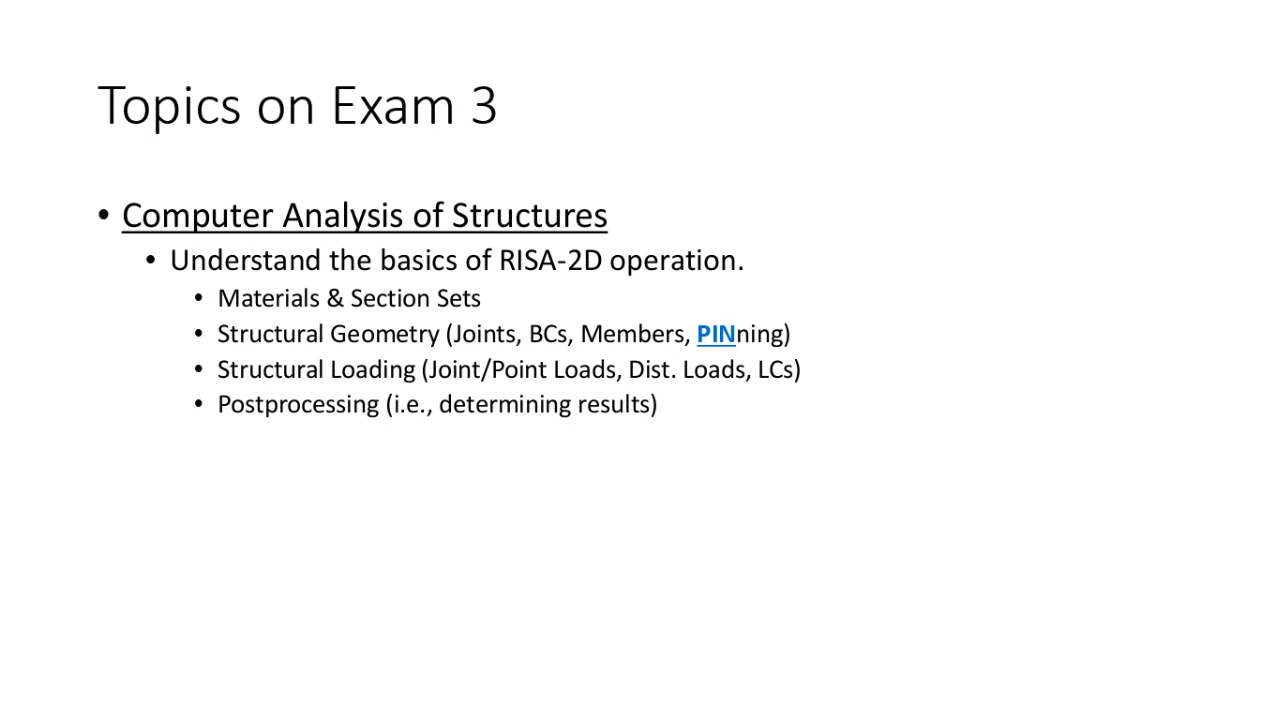 Topics on Exam 3
• Computer Analysis of Structures
• Understand the basics of RISA-2D operation.
• Materials & Section Sets
• Structural Geometry (Joints, BCs, Members, PINning)
• Structural Loading (Joint/Point Loads, Dist. Loads, LCs)
• Postprocessing (i.e., determining results)